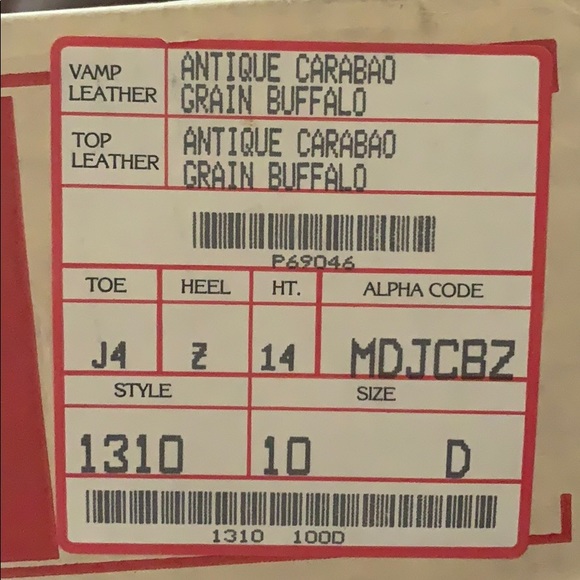 VAMP LEATHER
ANTIQUE CARABAO
GRAIN BUFFALO
TOP LEATHER
ANTIQUE CARABAO
GRAIN BUFFALO
P69046
TOE HEEL HT. ALPHA CODE
J4 Z 14 MDJCBZ
STYLE SIZE
1310 10 D
1310 100D